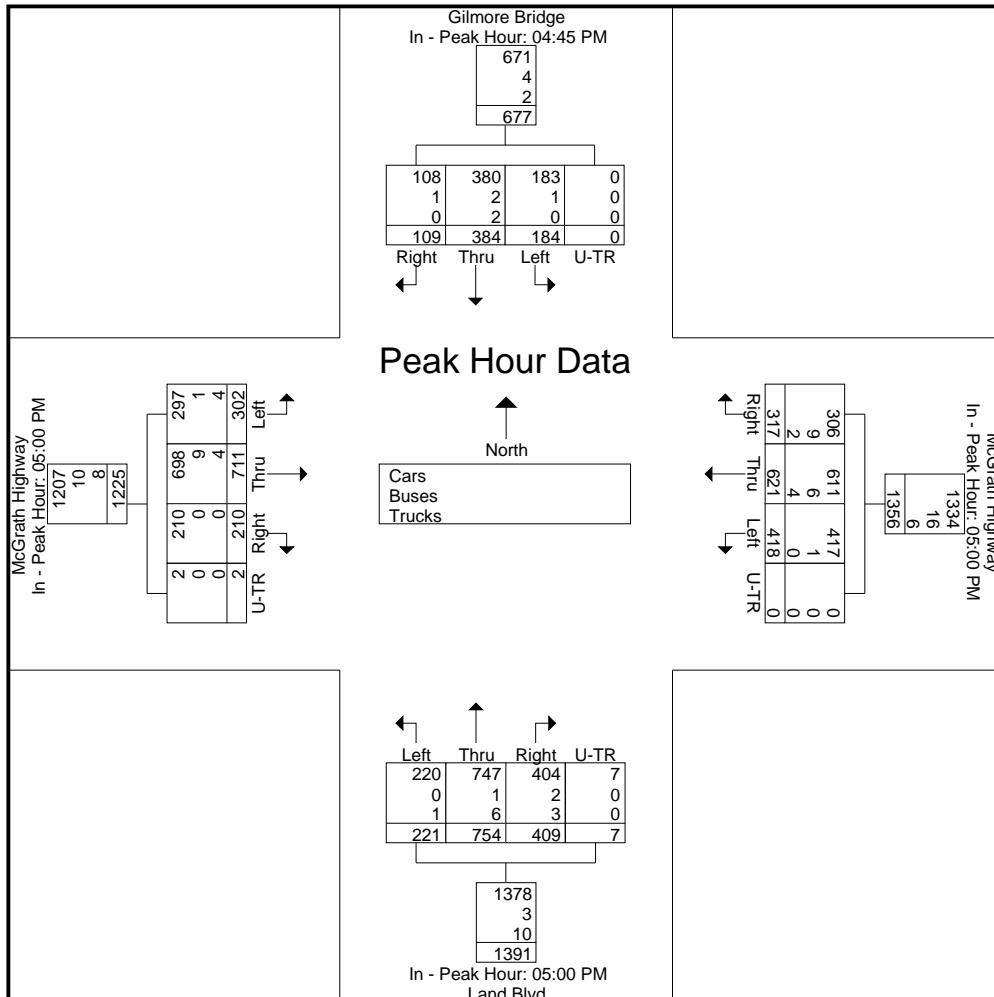 Gilmore Bridge
In - Peak Hour: 04:45 PM
671
4
2
677
108 380 183 0
1 2 1 0
0 2 0 0
109 384 184 0
Right Thru Left U-TR
Peak Hour Data
North
Cars
Buses
Trucks
McGrath Highway
In - Peak Hour: 05:00 PM
1207
10
8
1225
297 1 4 302 Left
698 9 4 711 Thru
210 0 0 210 Right
2 0 0 2 U-TR
McGrath Highway
In - Peak Hour: 05:00 PM
1334
16
6
1356
Right 317 2 9 306
Thru 621 4 6 611
Left 418 0 1 417
U-TR 0 0 0 0
Left Thru Right U-TR
220 747 404 7
0 1 2 0
1 6 3 0
221 754 409 7
1378
3
10
1391
In - Peak Hour: 05:00 PM
Land Blvd